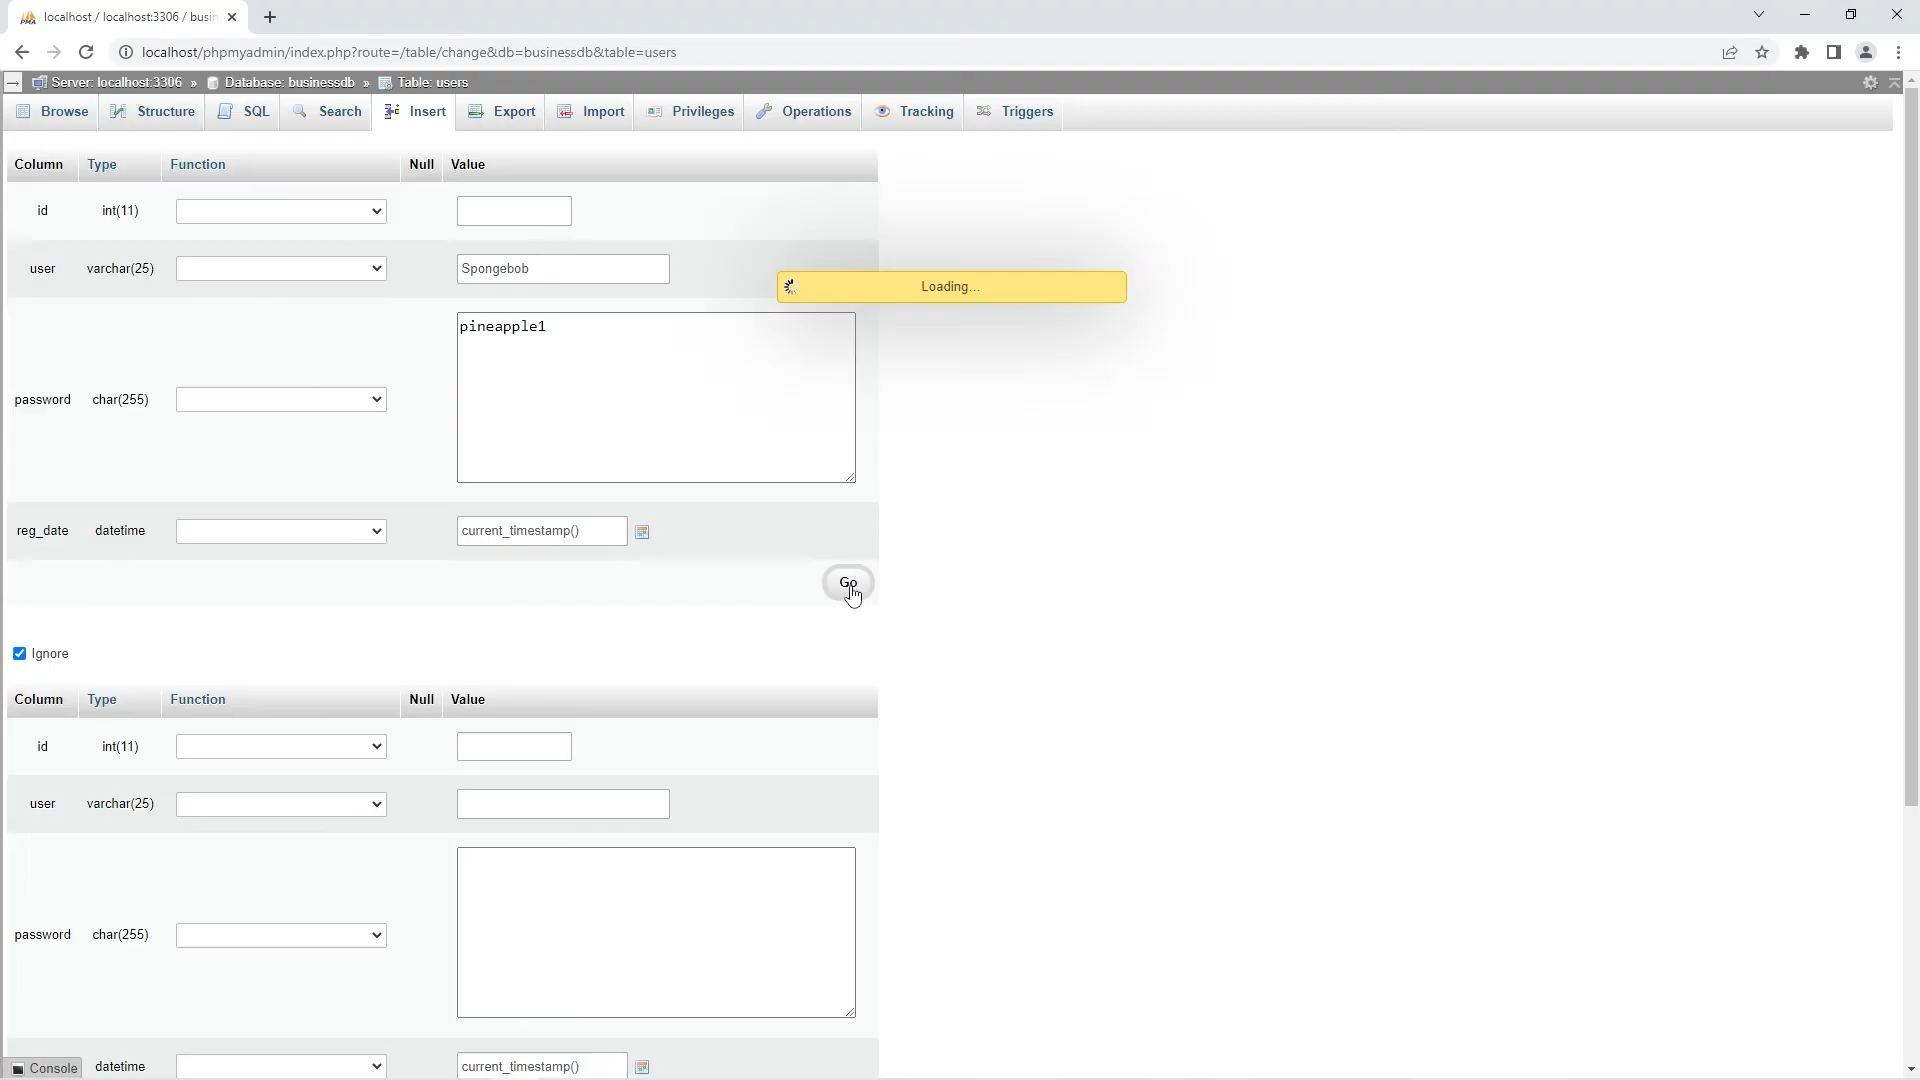 localhost / localhost:3306 / busin
localhost/phpmyadmin/index.php?route=/table/change&db=businessdb&table=users
Server: localhost:3306 » Database: businessdb » Table: users
Browse Structure SQL Search Insert Export Import Privileges Operations Tracking Triggers
Column Type Function Null Value
id int(11)
user varchar(25) Spongebob
Loading...
pineapple1
password char(255)
reg_date datetime current_timestamp()
Go
Ignore
Column Type Function Null Value
id int(11)
user varchar(25)
password char(255)
Console datetime current_timestamp()